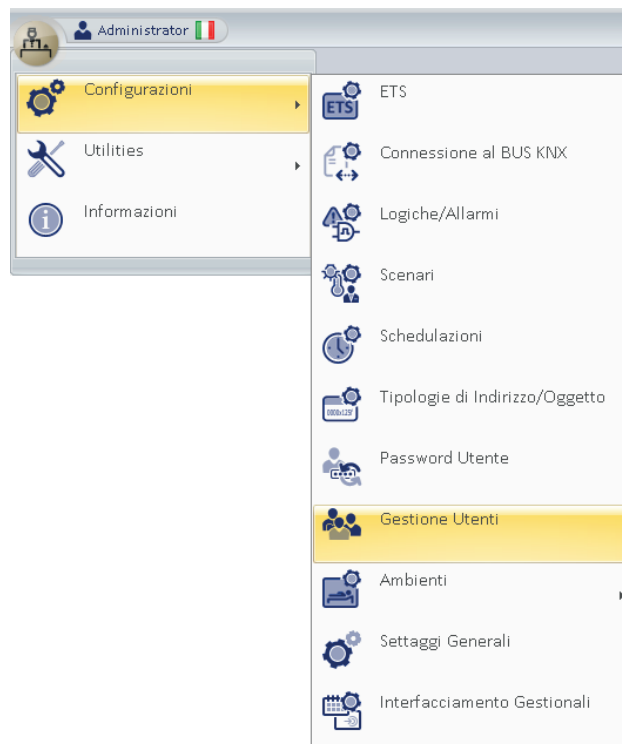 Administrator
Configurazioni
Utilities
Informazioni
ETS
ETS
Connessione al BUS KNX
Logiche/Allarmi
Scenari
Schedulazioni
Tipologie di Indirizzo/Oggetto
Password Utente
Gestione Utenti
Ambienti
Settaggi Generali
Interfacciamento Gestionali